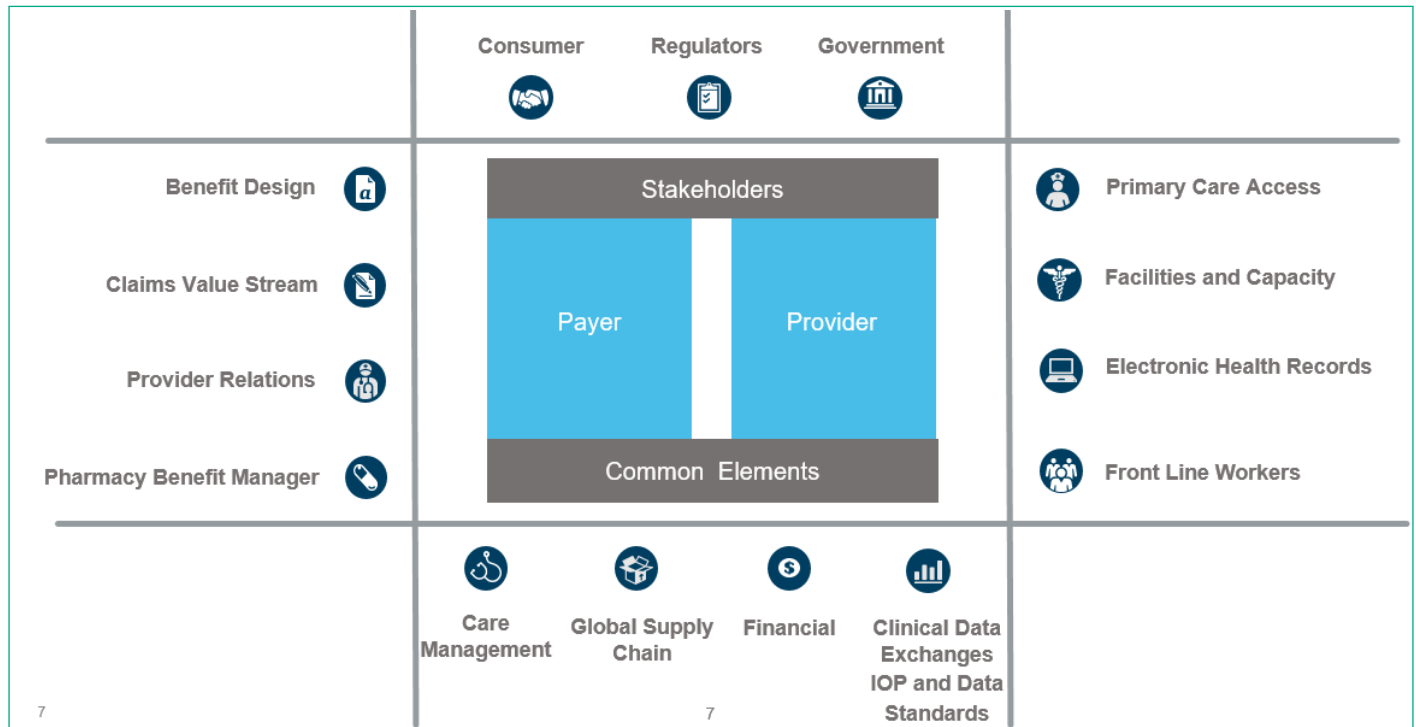 Consumer
Regulators
Government
Benefit Design
Claims Value Stream
Provider Relations
Pharmacy Benefit Manager
Stakeholders
Payer
Provider
Common Elements
Primary Care Access
Facilities and Capacity
Electronic Health Records
Front Line Workers
Care
Management
Global Supply
Chain
Financial
Clinical Data
Exchanges
IOP and Data
Standards
7
7